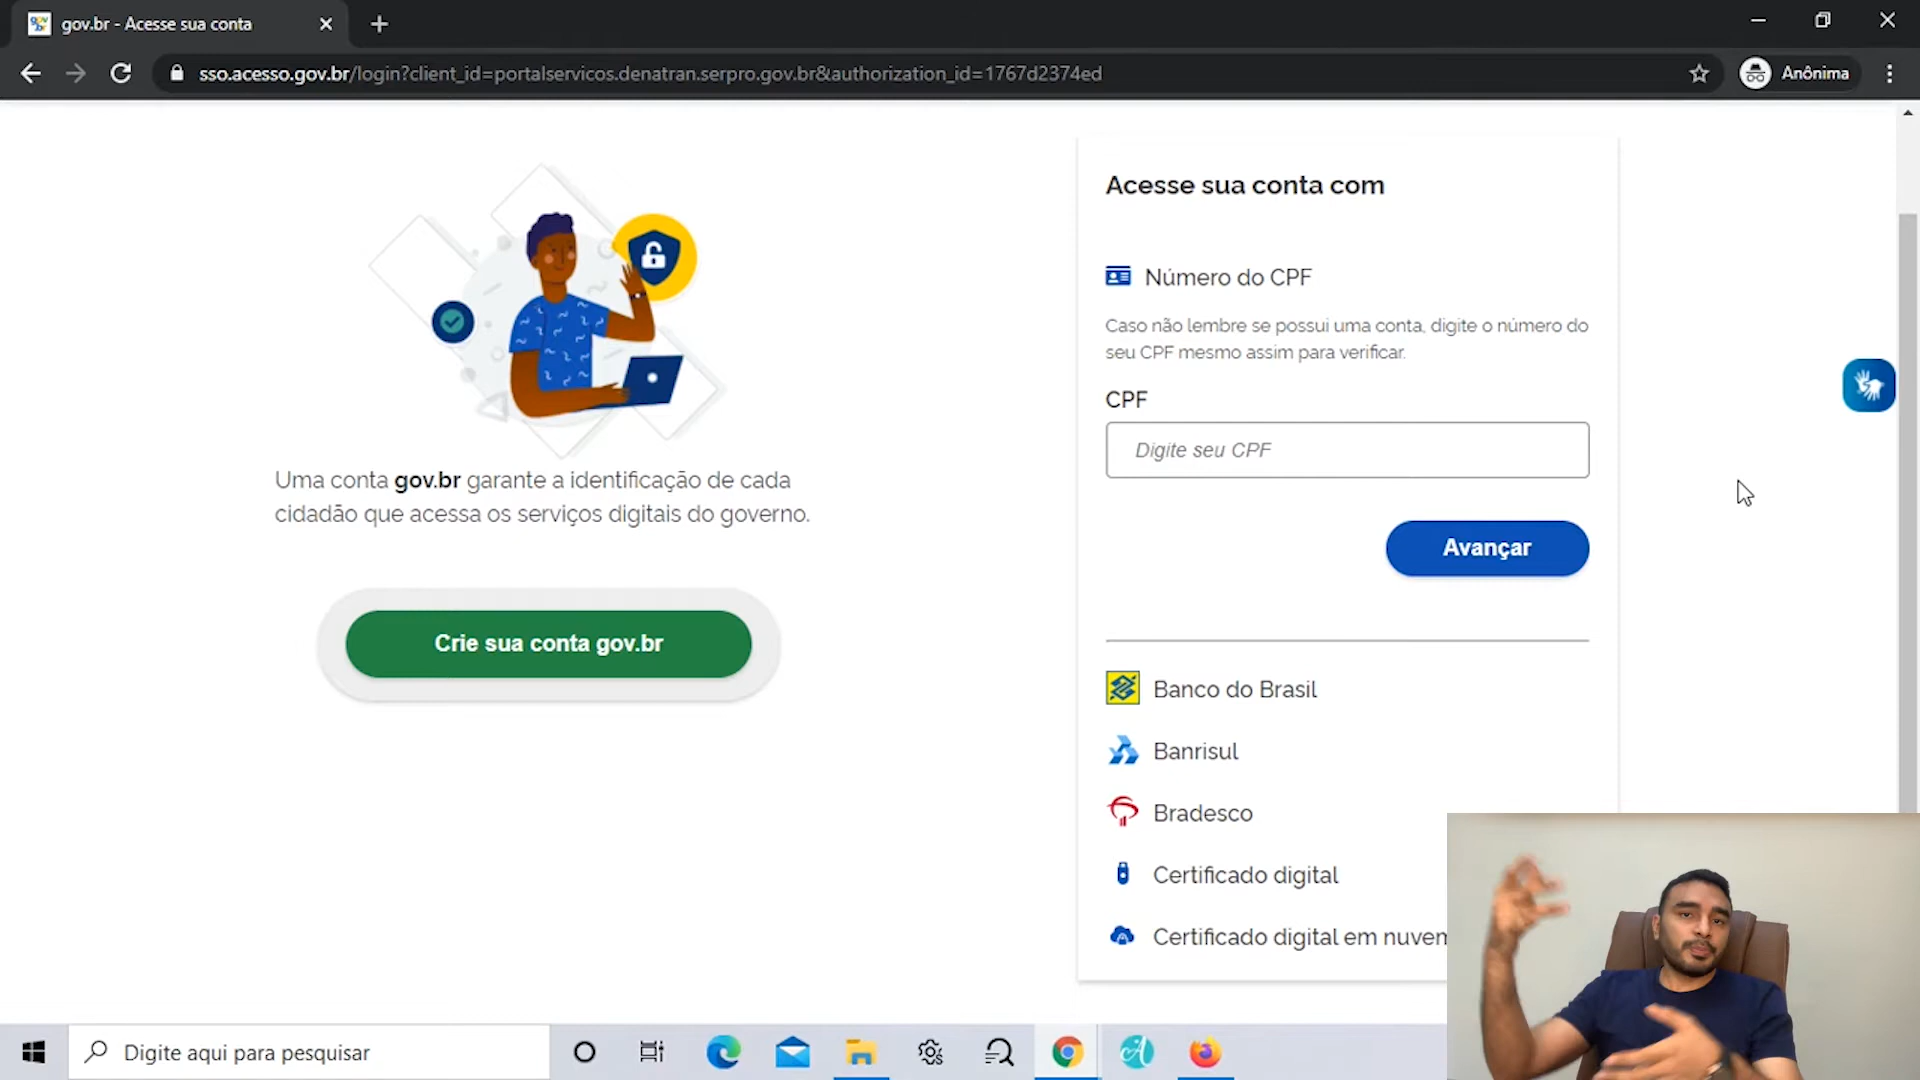 gov.br - Acesse sua conta
sso.acesso.gov.br/login?client_id=portalservicos.denatran.serpro.gov.br&authorization_id=1767d2374ed
Anônima
Acesse sua conta com
Número do CPF
Caso não lembre se possui uma conta, digite o número do
seu CPF mesmo assim para verificar.
CPF
Digite seu CPF
Avançar
Uma conta gov.br garante a identificação de cada
cidadão que acessa os serviços digitais do governo.
Crie sua conta gov.br
Banco do Brasil
Banrisul
Bradesco
Certificado digital
Certificado digital em nuvem
Digite aqui para pesquisar